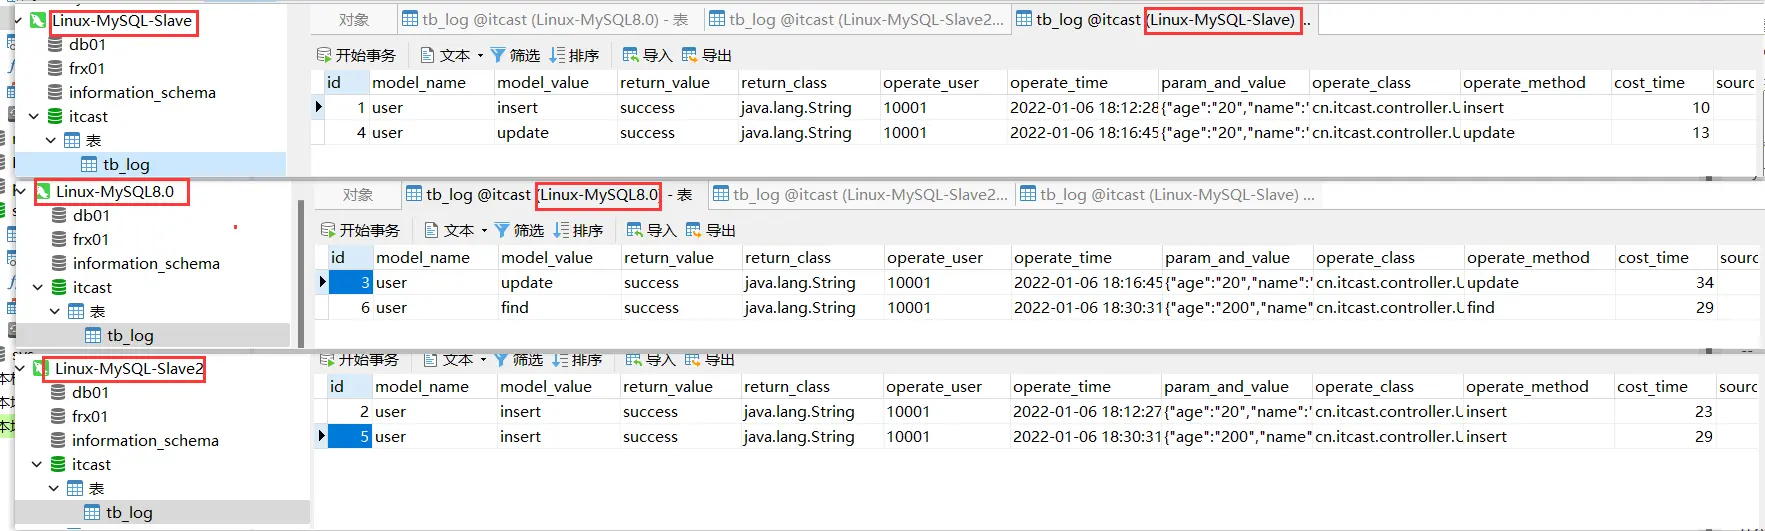 Linux-MySQL-Slave
db01
frx01
information_schema
itcast
表
tb_log
对象 tb_log @itcast (Linux-MySQL8.0) - 表 tb_log @itcast (Linux-MySQL-Slave2... tb_log @itcast (Linux-MySQL-Slave) ..
开始事务 文本 筛选 排序 导入 导出
id model_name model_value return_value return_class operate_user operate_time param_and_value operate_class operate_method cost_time sourc
1 user insert success java.lang.String 10001 2022-01-06 18:12:28 {"age":"20","name":" cn.itcast.controller.U insert 10
4 user update success java.lang.String 10001 2022-01-06 18:16:45 {"age":"20","name":" cn.itcast.controller.U update 13
Linux-MySQL8.0
db01
frx01
information_schema
itcast
表
tb_log
对象 tb_log @itcast (Linux-MySQL8.0) - 表 tb_log @itcast (Linux-MySQL-Slave2... tb_log @itcast (Linux-MySQL-Slave) ...
开始事务 文本 筛选 排序 导入 导出
id model_name model_value return_value return_class operate_user operate_time param_and_value operate_class operate_method cost_time sourc
3 user update success java.lang.String 10001 2022-01-06 18:16:45 {"age":"20","name":" cn.itcast.controller.U update 34
6 user find success java.lang.String 10001 2022-01-06 18:30:31 {"age":"200","name" cn.itcast.controller.U find 29
Linux-MySQL-Slave2
db01
frx01
information_schema
itcast
表
tb_log
开始事务 文本 筛选 排序 导入 导出
id model_name model_value return_value return_class operate_user operate_time param_and_value operate_class operate_method cost_time sourc
2 user insert success java.lang.String 10001 2022-01-06 18:12:27 {"age":"20","name":" cn.itcast.controller.U insert 23
5 user insert success java.lang.String 10001 2022-01-06 18:30:31 {"age":"200","name" cn.itcast.controller.U insert 29